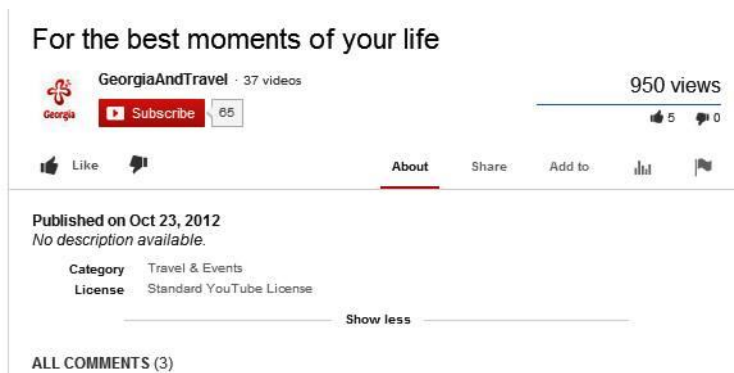 For the best moments of your life
GeorgiaAndTravel · 37 videos
Georgia
Subscribe 65
950 views
5 0
Like
About Share Add to
Published on Oct 23, 2012
No description available.
Category Travel & Events
License Standard YouTube License
Show less
ALL COMMENTS (3)